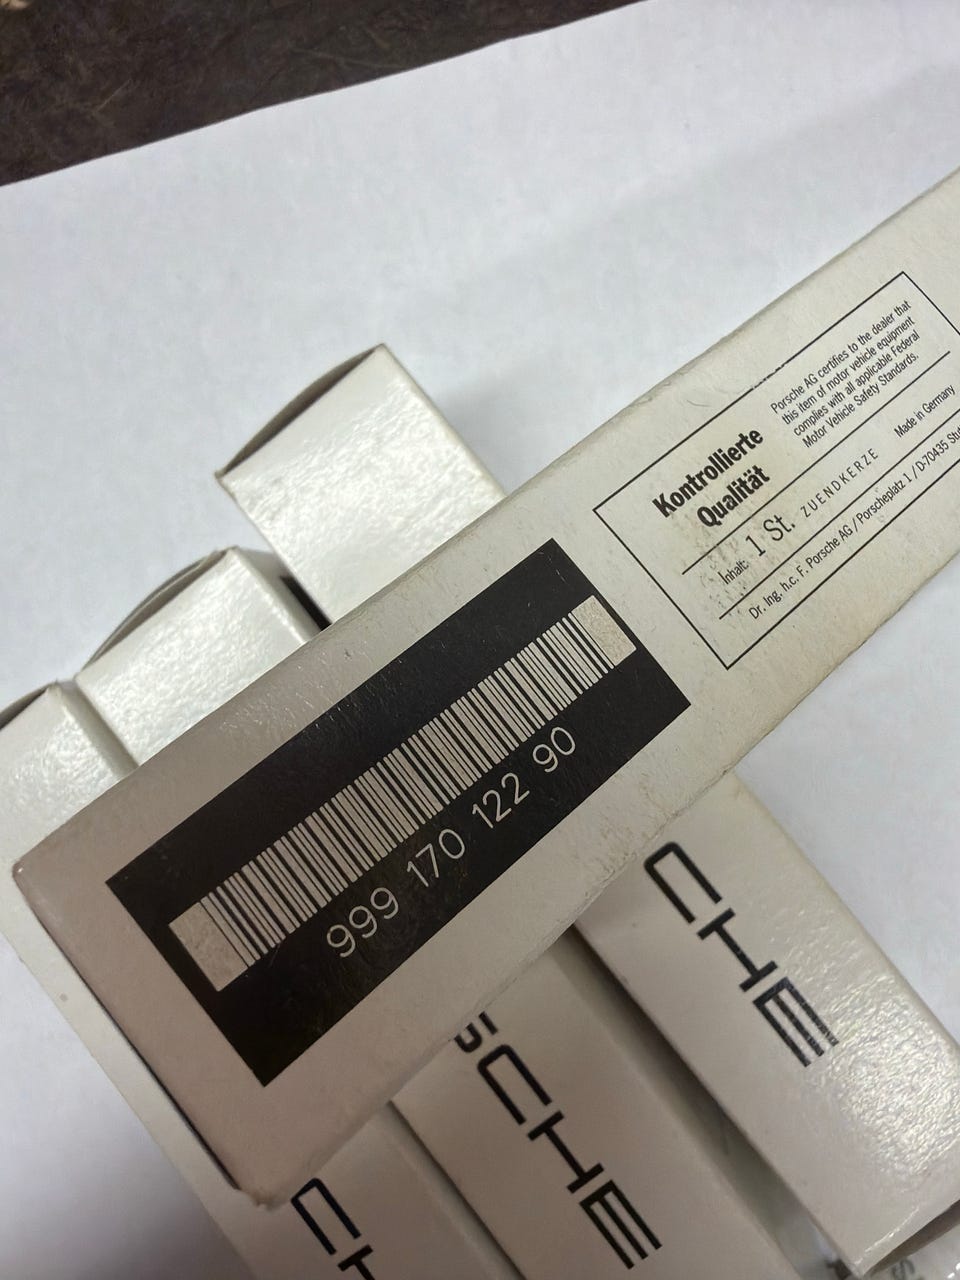 Kontrollierte
Qualität
Porsche AG certifies to the dealer that
this item of motor vehicle equipment
complies with all applicable Federal
Motor Vehicle Safety Standards.
Inhalt: 1 St. ZUENDKERZE Made in Germany
Dr. Ing. h.c. F. Porsche AG / Porscheplatz 1 / D-70435
999 170 122 90
CHE
SCHE
CH